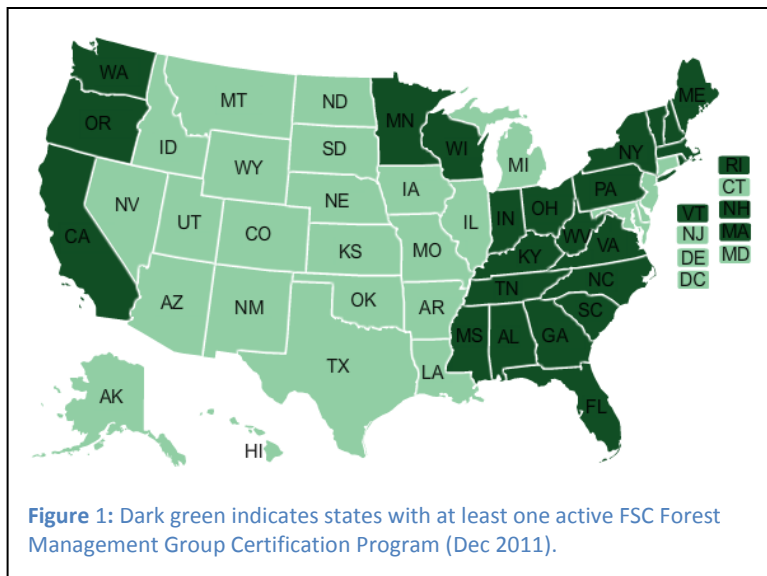 WA
MT
ND
MN
ME
OR
ID
SD
WI
MI
NY
WY
RI
CT
IA
NE
PA
NV
VT
NH
IL
IN
OH
NJ
MA
UT
CO
WV
VA
CA
KS
MO
KY
DE
MD
DC
TN
NC
AZ
NM
OK
AR
SC
MS
AL
GA
TX
LA
AK
FL
HI
Figure 1: Dark green indicates states with at least one active FSC Forest
Management Group Certification Program (Dec 2011).